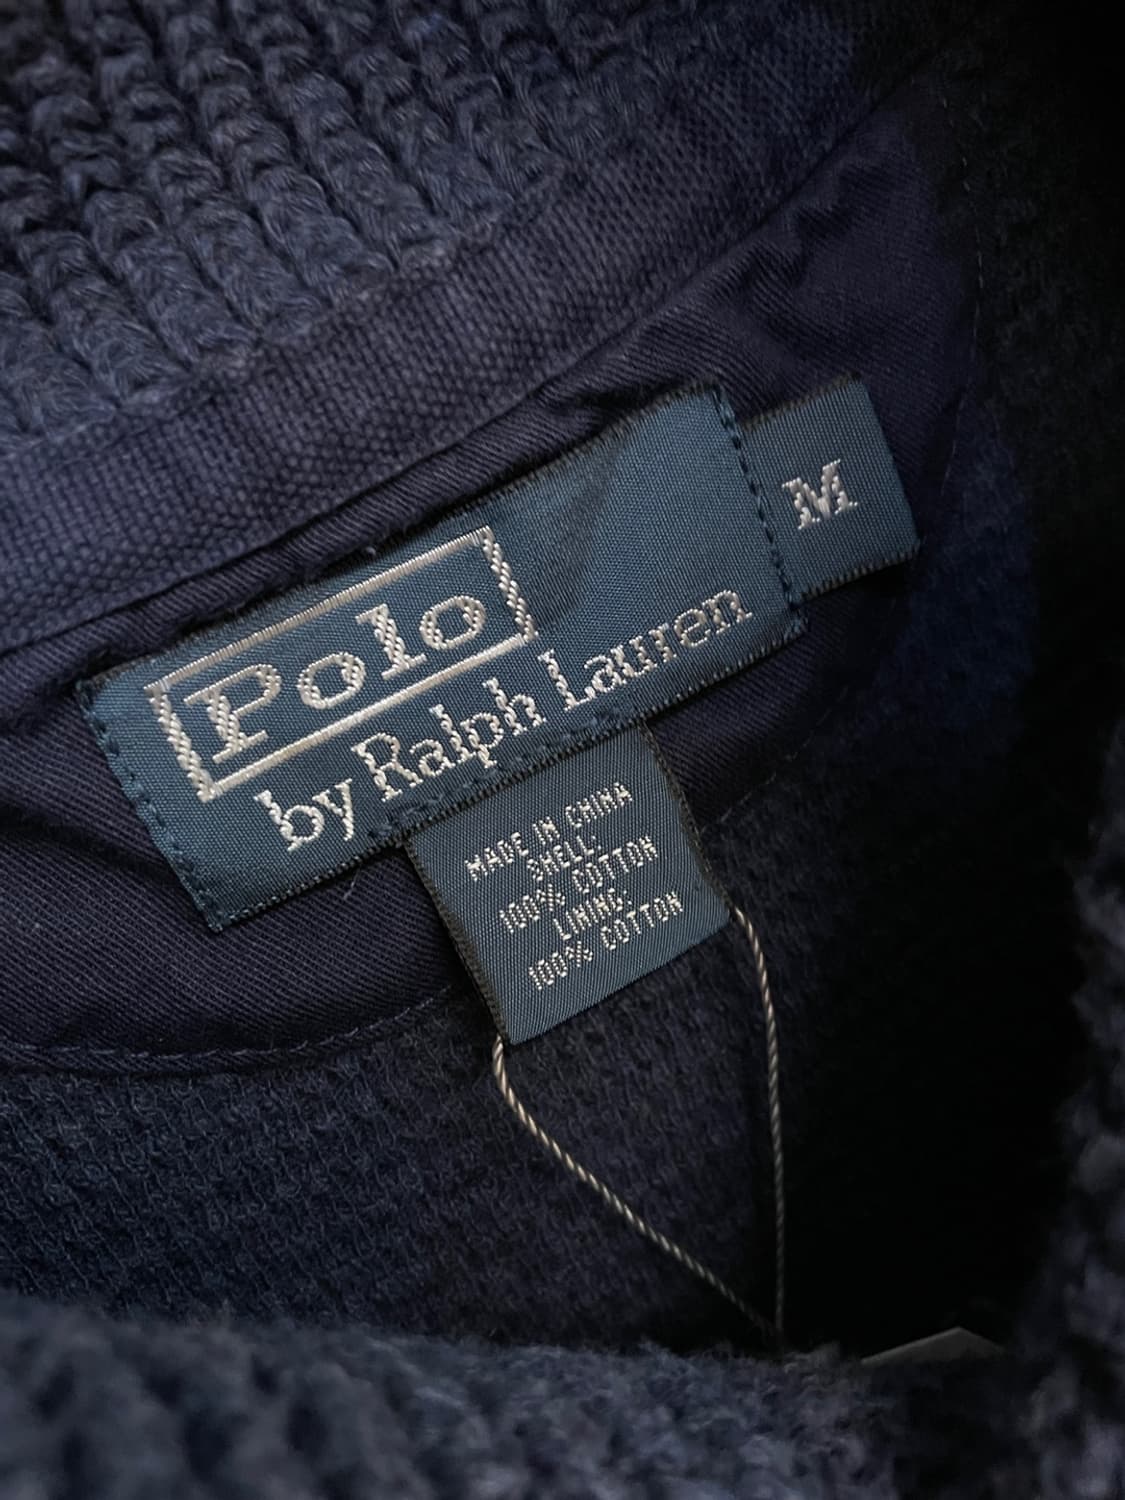 Polo
by Ralph Lauren
M
MADE IN CHINA
SHELL:
100% COTTON
LINING:
100% COTTON